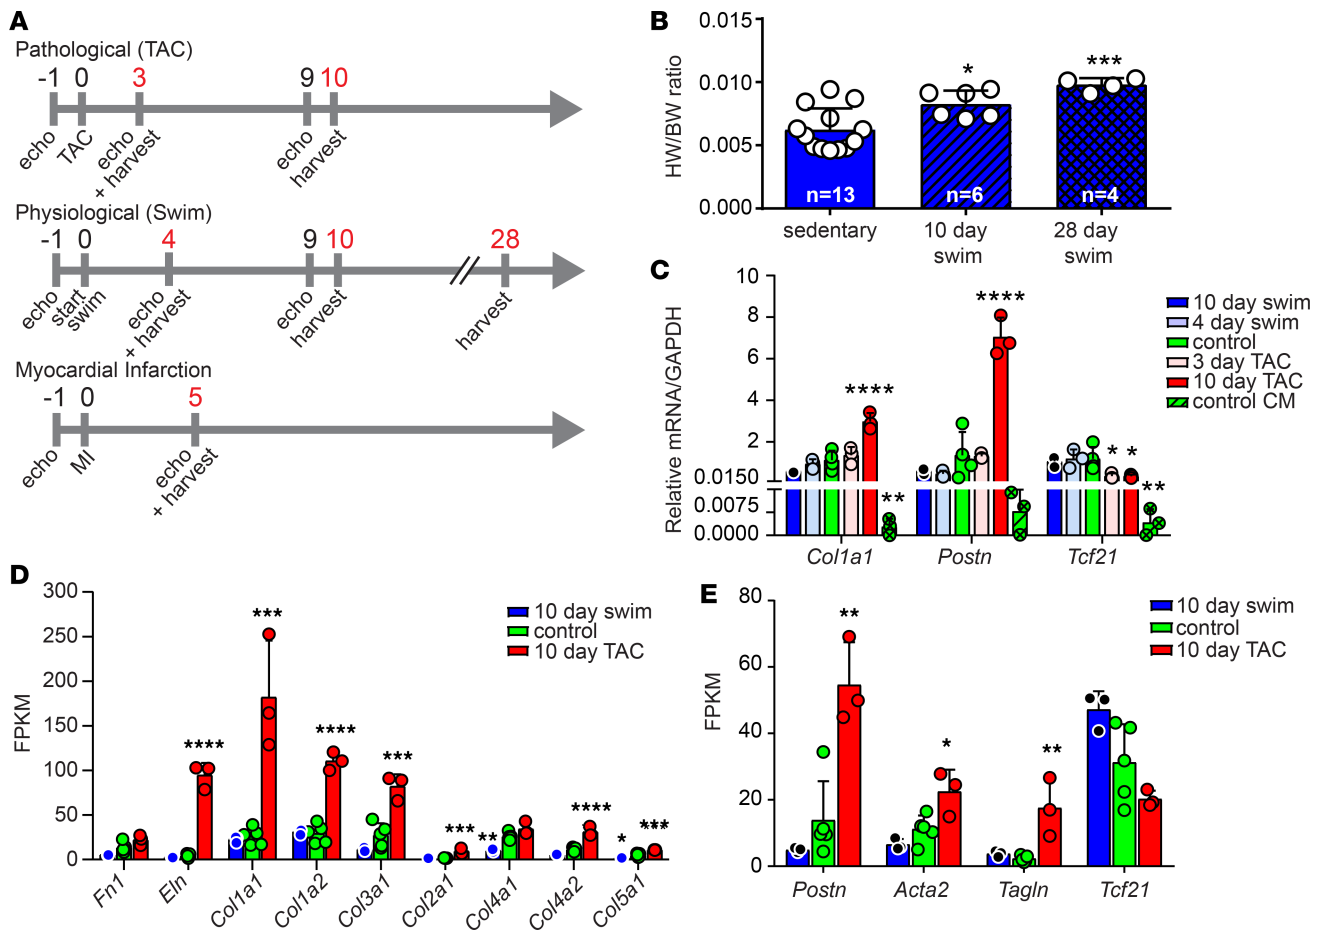 A
Pathological (TAC)
-1 0 3 9 10
echo
TAC
echo
+ harvest
echo
harvest
Physiological (Swim)
-1 0 4 9 10 28
echo
start
swim
echo
+ harvest
echo
harvest
harvest
Myocardial Infarction
-1 0 5
echo
MI
echo
+ harvest
B
HW/BW ratio
0.015
0.010
0.005
0.000
*
***
n=13
n=6
n=4
sedentary
10 day
swim
28 day
swim
C
Relative mRNA/GAPDH
10
8
6
4
2
0.0150
0.0075
0.0000
****
**
****
*
*
**
Col1a1
Postn
Tcf21
10 day swim
4 day swim
control
3 day TAC
10 day TAC
control CM
D
FPKM
300
250
200
150
100
50
0
****
***
****
***
***
**
****
*
***
Fn1
Eln
Col1a1
Col1a2
Col3a1
Col2a1
Col4a1
Col4a2
Col5a1
10 day swim
control
10 day TAC
E
FPKM
80
60
40
20
0
**
*
**
Postn
Acta2
Tagln
Tcf21
10 day swim
control
10 day TAC